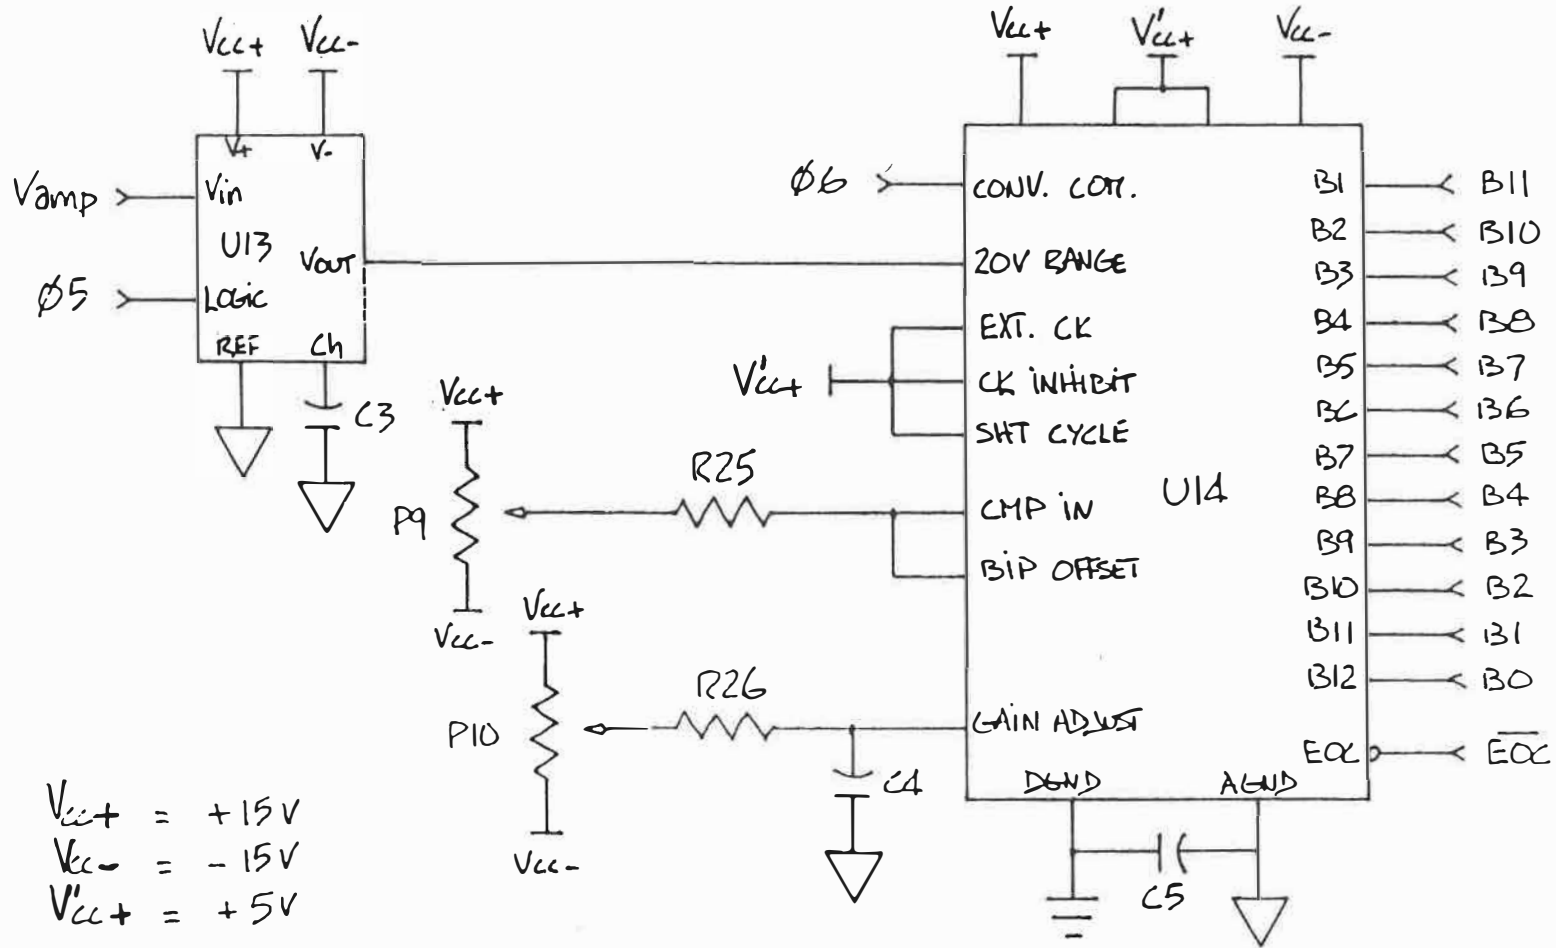 Vcc+ Vcc-
V+ V-
Vamp Vin
U13
VOUT
Ø5 LOGIC
REF Ch
C3
Vcc+ V'cc+ Vcc-
Ø6 CONV. COM.
20V RANGE
EXT. CK
V'cc+ CK INHIBIT
SHT CYCLE
U14
Vcc+
P9
R25
CMP IN
BIP OFFSET
Vcc-
Vcc+
P10
R26
GAIN ADJUST
C4
Vcc-
DGND AGND
C5
B1 B11
B2 B10
B3 B9
B4 B8
B5 B7
B6 B6
B7 B5
B8 B4
B9 B3
B10 B2
B11 B1
B12 B0
EOC E̅O̅C̅
Vcc+ = +15V
Vcc- = -15V
V'cc+ = +5V